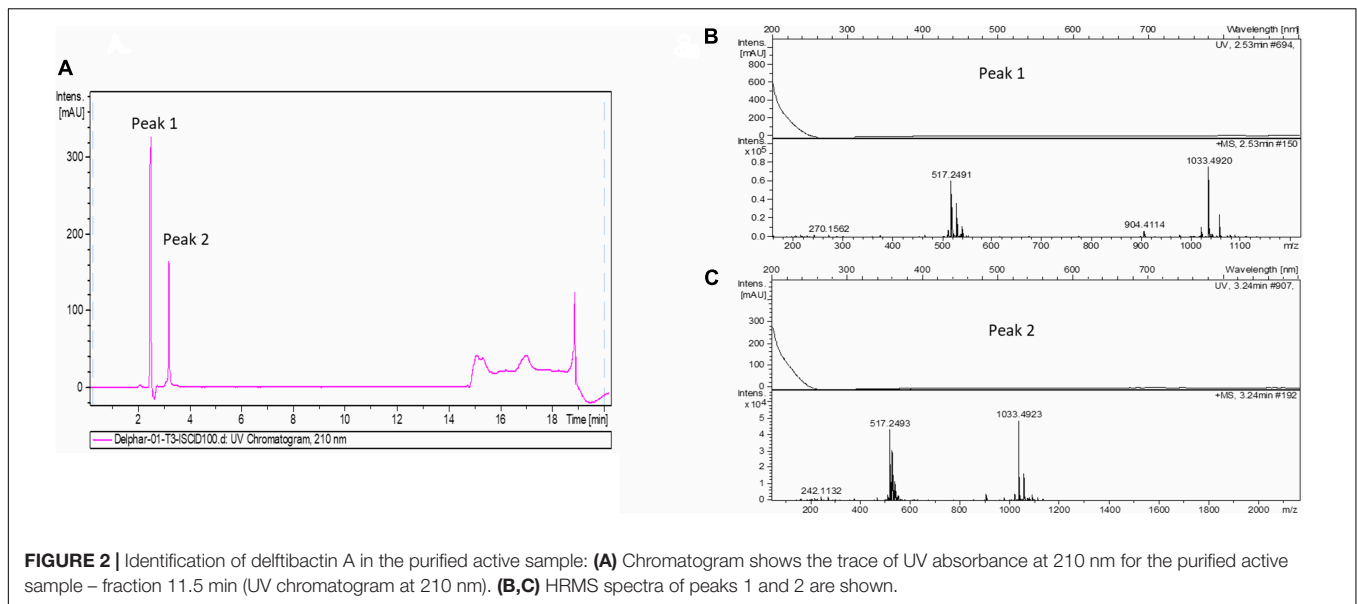 A
Intens.
[mAU]
300
200
100
0
Peak 1
Peak 2
2 4 6 8 10 12 14 16 18 Time [min]
Delphar-01-T3-ISCID100.d: UV Chromatogram, 210 nm
B
200 300 400 500 600 700 Wavelength [nm]
Intens.
[mAU]
800
600
400
200
0
UV, 2.53min #694,
Peak 1
Intens.
x10⁵
0.8
0.6
0.4
0.2
0.0
+MS, 2.53min #150
1033.4920
517.2491
270.1562
904.4114
200 300 400 500 600 700 800 900 1000 1100 m/z
C
200 300 400 500 600 700 Wavelength [nm]
Intens.
[mAU]
400
300
200
100
0
UV, 3.24min #907,
Peak 2
Intens.
x10⁴
5
4
3
2
1
0
+MS, 3.24min #192
517.2493
1033.4923
242.1132
200 400 600 800 1000 1200 1400 1600 1800 2000 m/z
FIGURE 2 | Identification of delftibactin A in the purified active sample: (A) Chromatogram shows the trace of UV absorbance at 210 nm for the purified active
sample – fraction 11.5 min (UV chromatogram at 210 nm). (B,C) HRMS spectra of peaks 1 and 2 are shown.